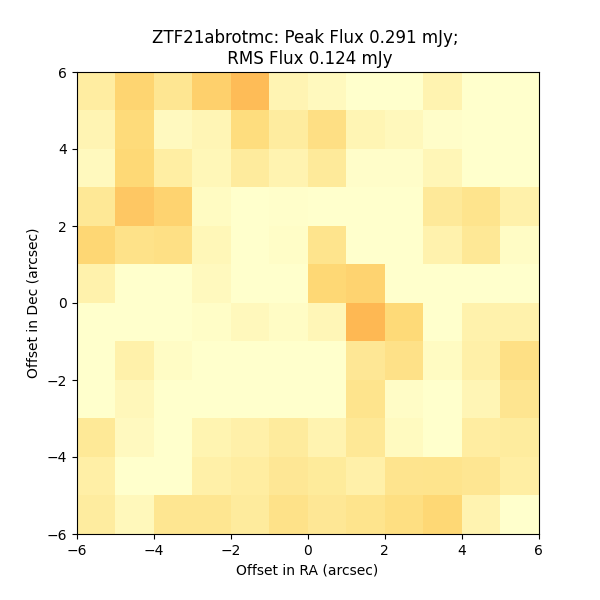 ZTF21abrotmc: Peak Flux 0.291 mJy;
RMS Flux 0.124 mJy
6
4
2
0
−2
−4
−6
Offset in Dec (arcsec)
−6 −4 −2 0 2 4 6
Offset in RA (arcsec)